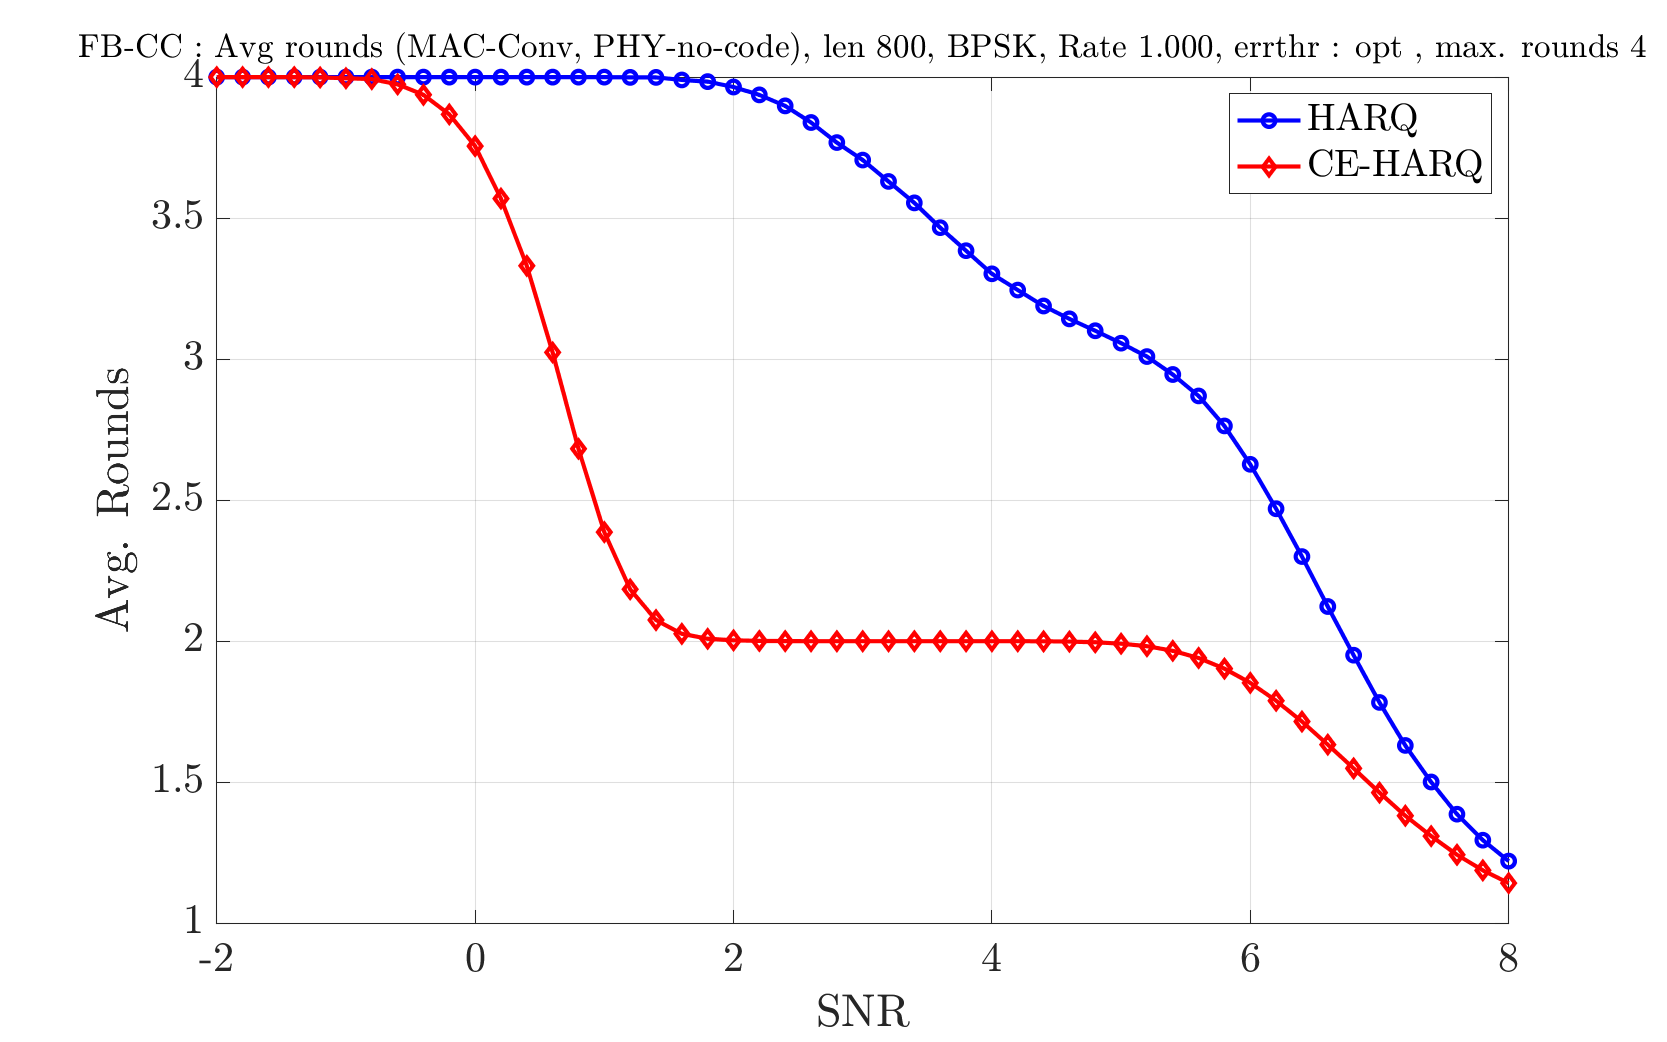 FB-CC : Avg rounds (MAC-Conv, PHY-no-code), len 800, BPSK, Rate 1.000, errthr : opt , max. rounds 4
HARQ
CE-HARQ
4
3.5
3
2.5
2
1.5
1
Avg. Rounds
-2 0 2 4 6 8
SNR